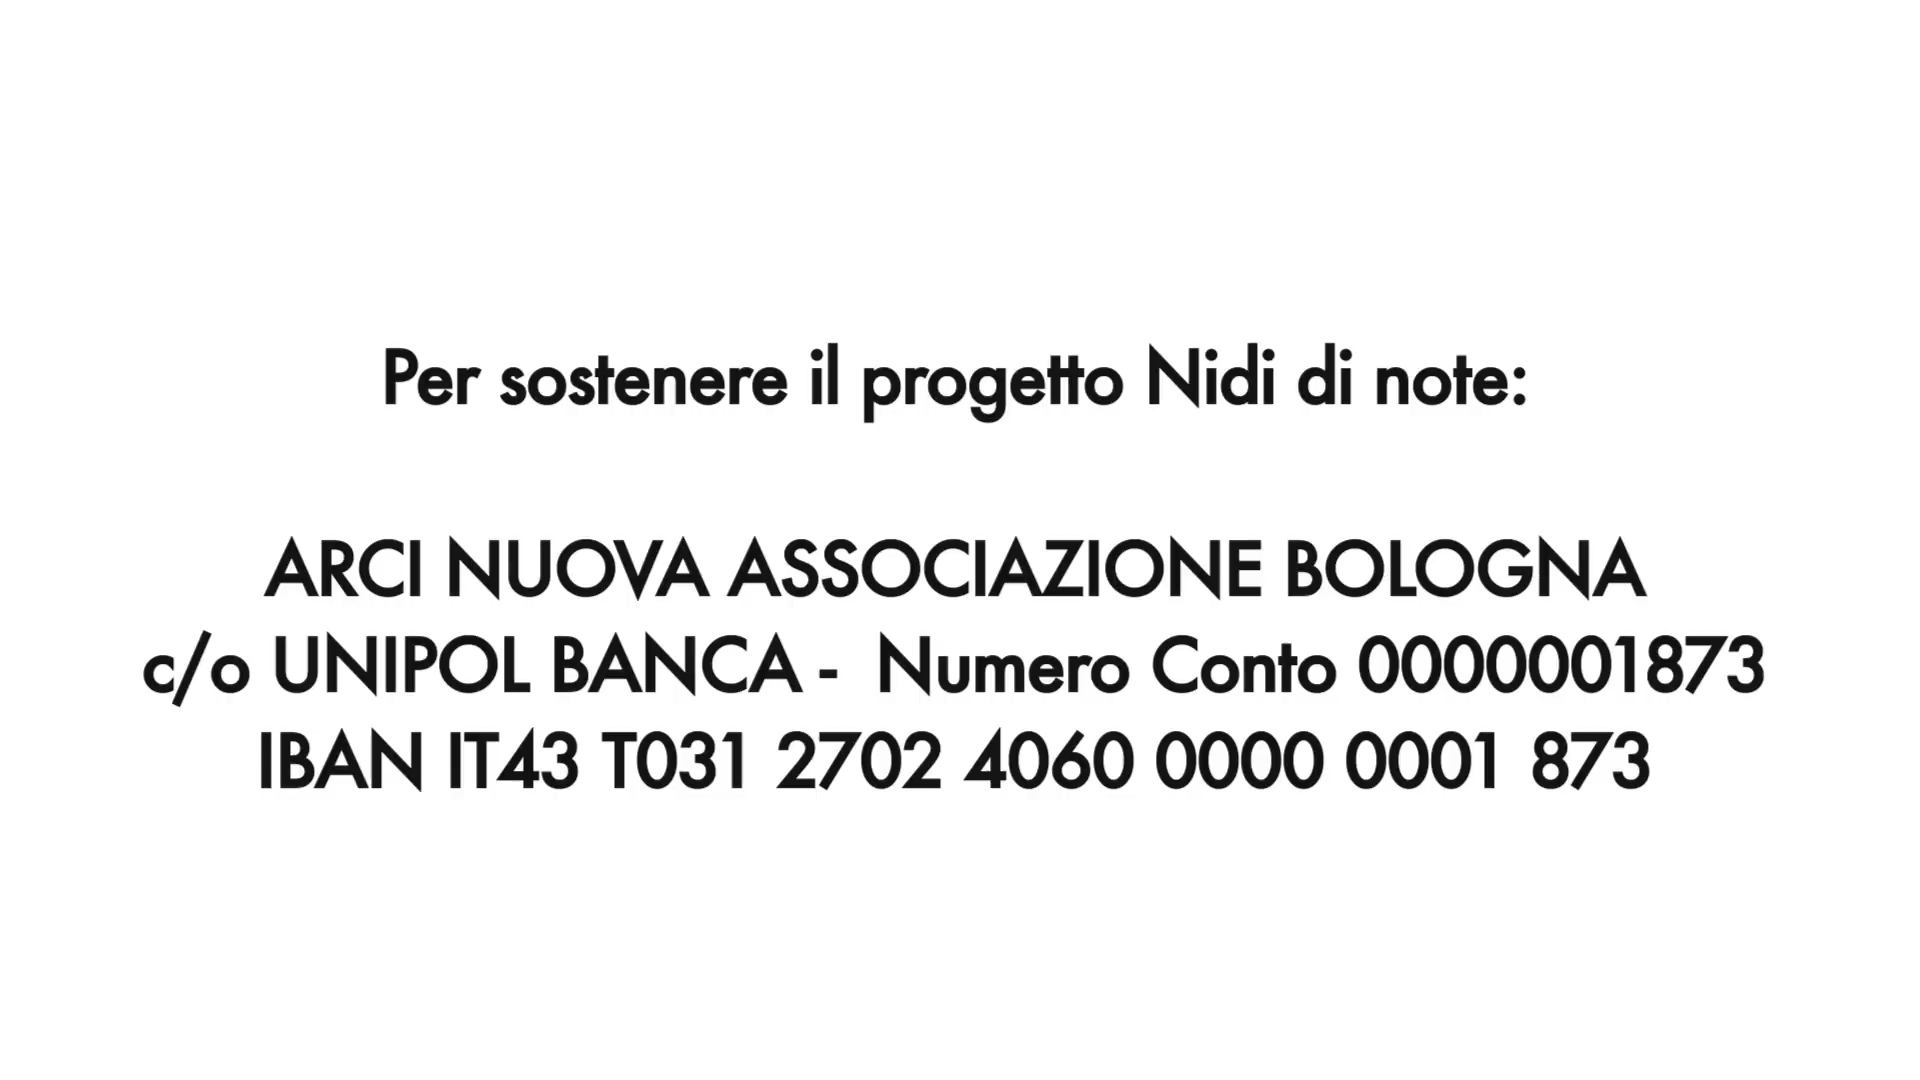 Per sostenere il progetto Nidi di note:
ARCI NUOVA ASSOCIAZIONE BOLOGNA
c/o UNIPOL BANCA -  Numero Conto 0000001873
IBAN IT43 T031 2702 4060 0000 0001 873